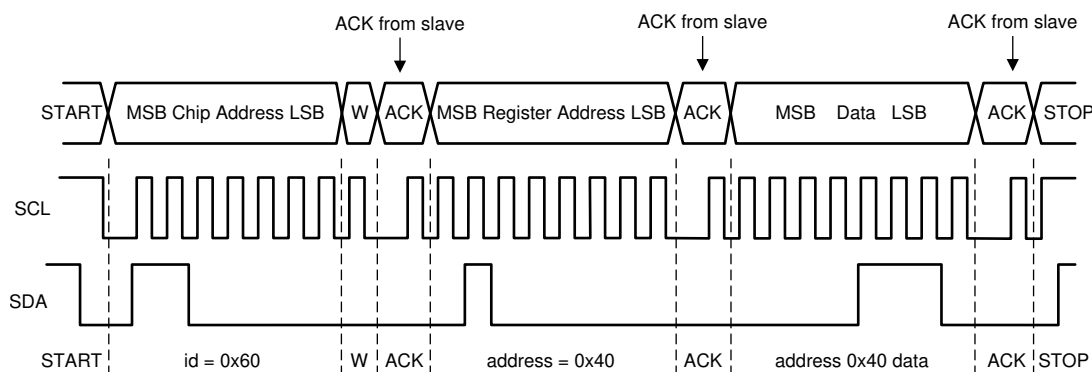 ACK from slave ACK from slave ACK from slave
START MSB Chip Address LSB W ACK MSB Register Address LSB ACK MSB Data LSB ACK STOP
SCL
SDA
START id = 0x60 W ACK address = 0x40 ACK address 0x40 data ACK STOP